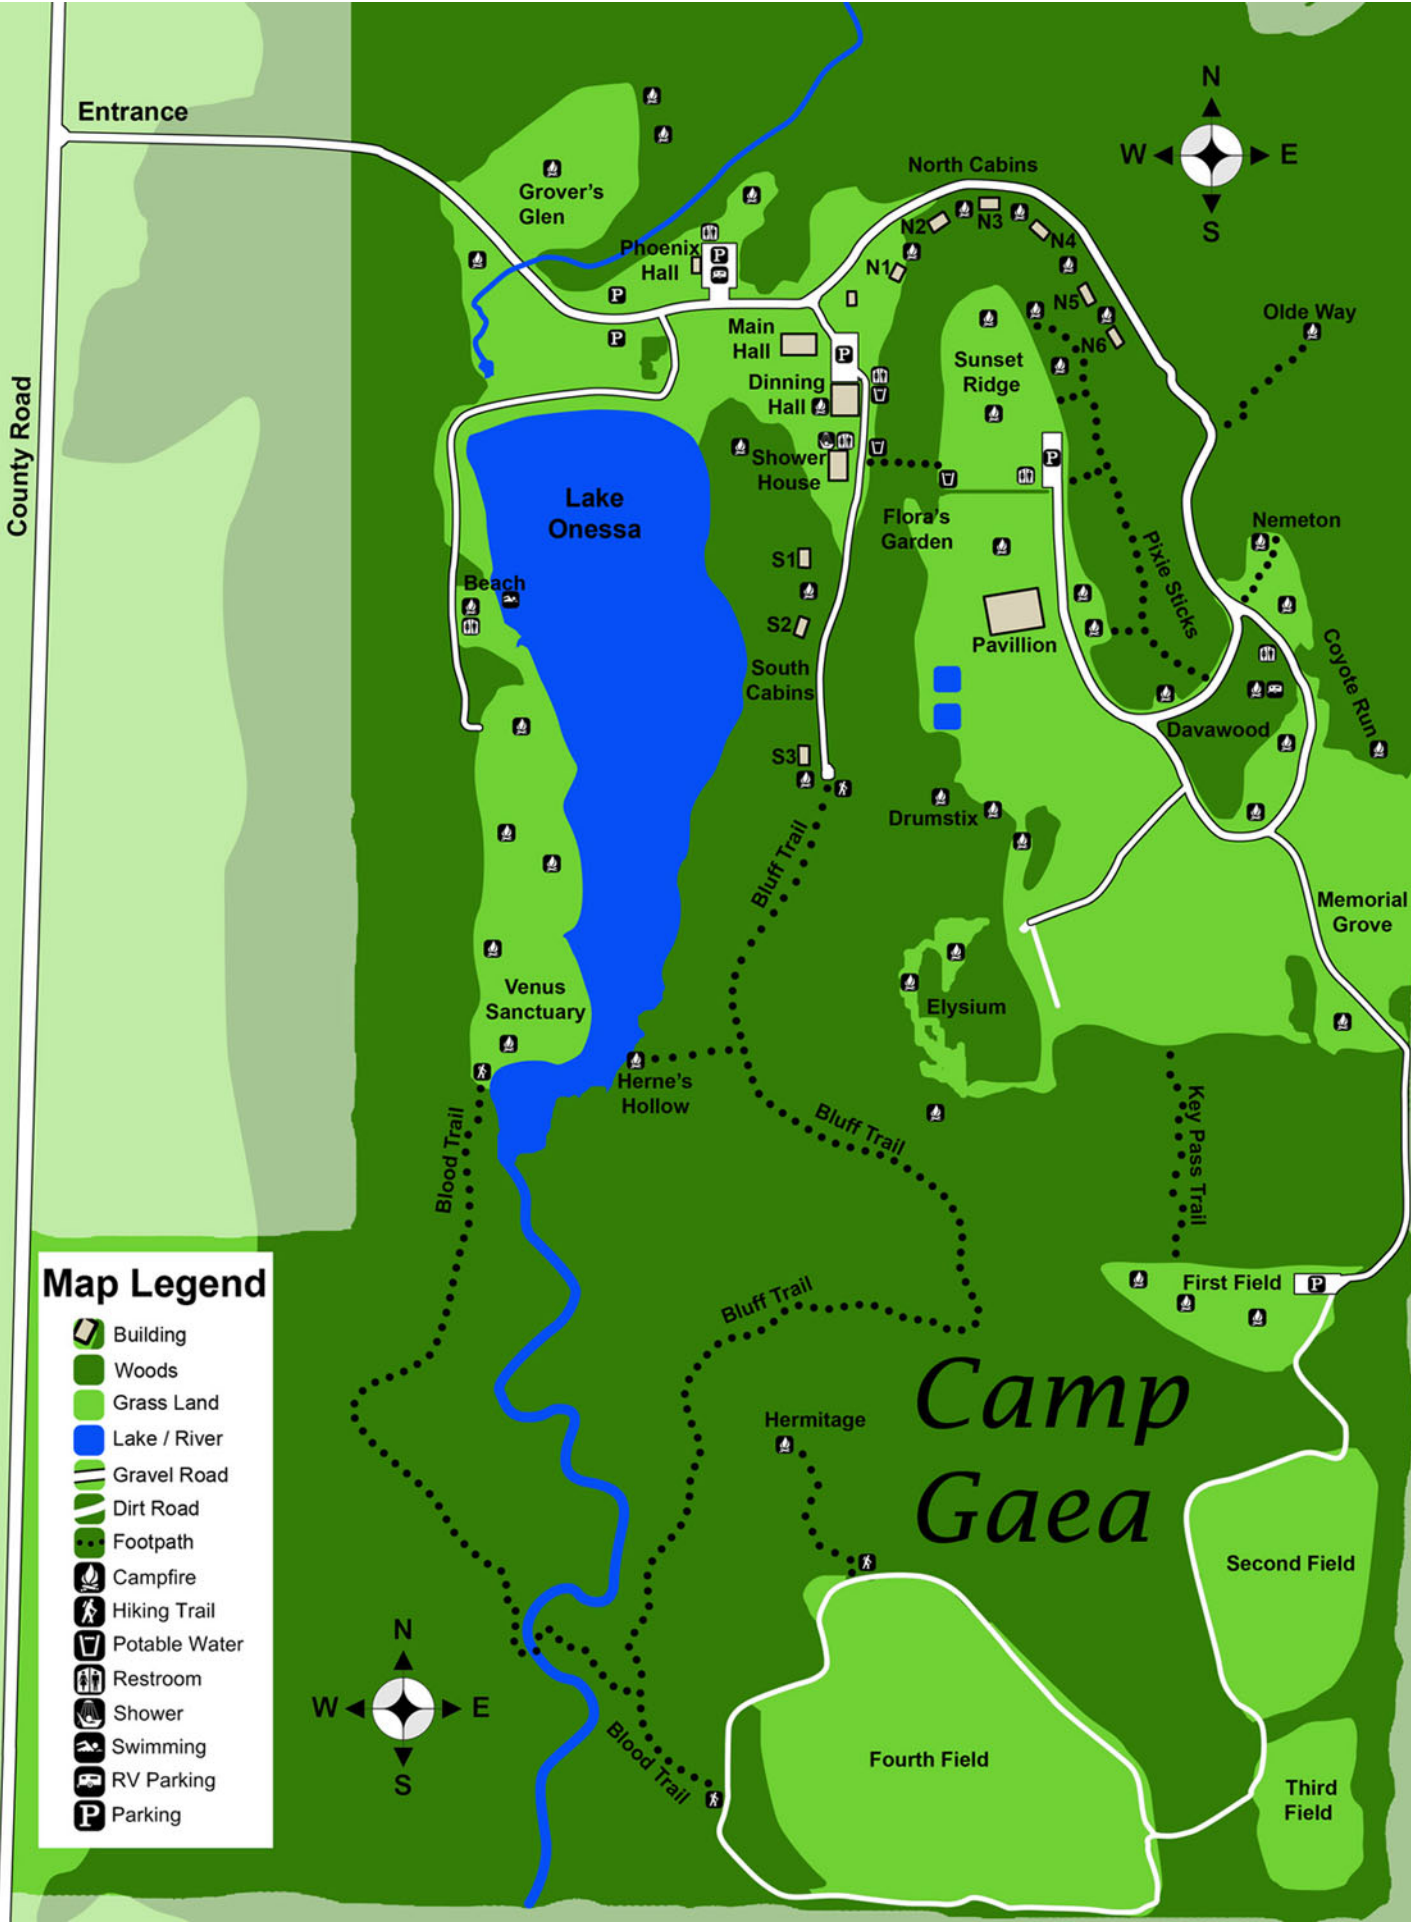 Entrance
N
W
E
S
North Cabins
Grover's
Glen
N2
N3
N4
Phoenix
Hall
P
N1
N5
P
Olde Way
Main
Hall
P
N6
P
Sunset
Ridge
Dinning
Hall
County Road
Shower
House
P
Lake
Onessa
Flora's
Garden
Nemeton
Pixie Sticks
S1
Beach
S2
Pavillion
Coyote Run
South
Cabins
Davawood
S3
Drumstix
Bluff Trail
Memorial
Grove
Venus
Sanctuary
Elysium
Herne's
Hollow
Blood Trail
Bluff Trail
Key Pass Trail
First Field
P
Bluff Trail
Map Legend
Building
Woods
Grass Land
Lake / River
Gravel Road
Dirt Road
Footpath
Campfire
Hiking Trail
Potable Water
Restroom
Shower
Swimming
RV Parking
P Parking
Camp
Gaea
Hermitage
Second Field
N
W
E
S
Blood Trail
Fourth Field
Third
Field